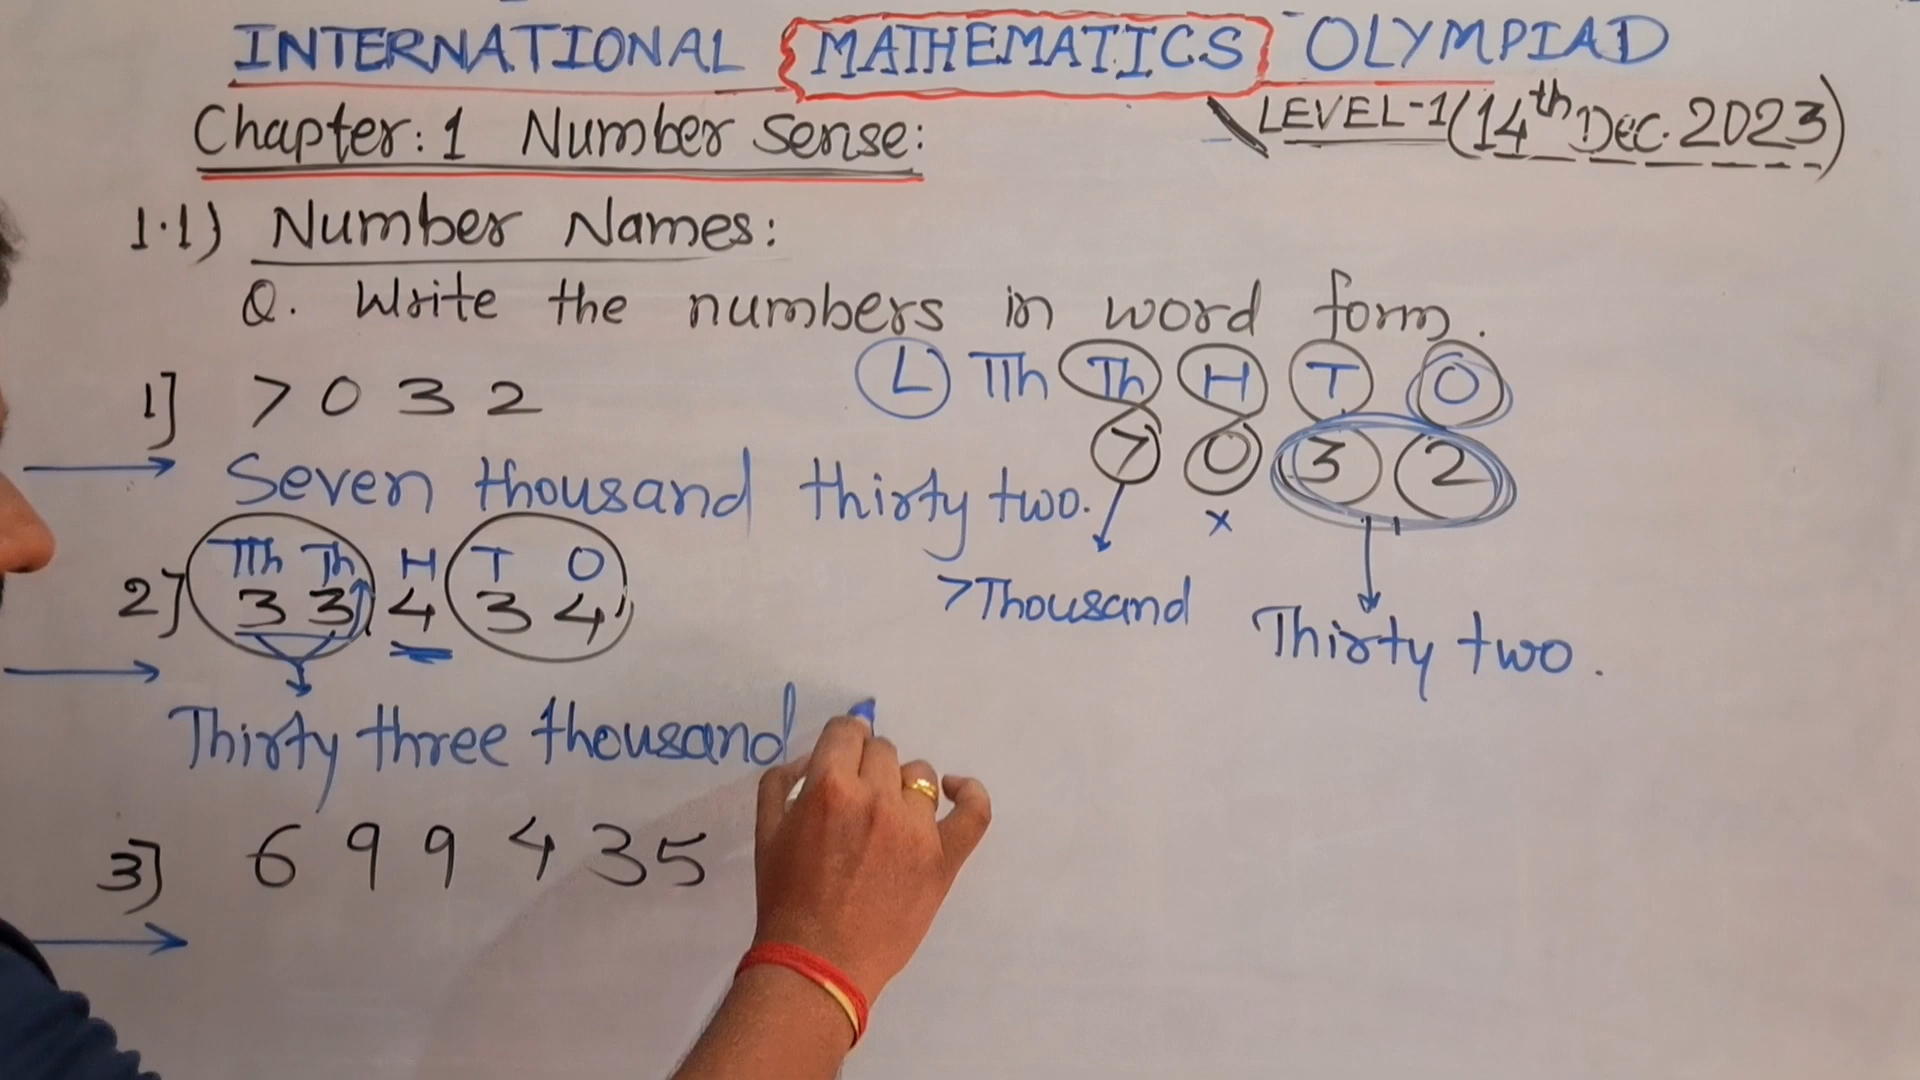 INTERNATIONAL MATHEMATICS OLYMPIAD
Chapter: 1 Number Sense:
LEVEL-1 (14th Dec. 2023)
1.1) Number Names:
Q. Write the numbers in word form.
1] 7 0 3 2
L TTh Th H T O
7 0 3 2
x
Seven thousand thirty two.
7 Thousand
Thirty two.
TTh Th H T O
2] 3 3 4 3 4
Thirty three thousand
3] 6 9 9 4 3 5